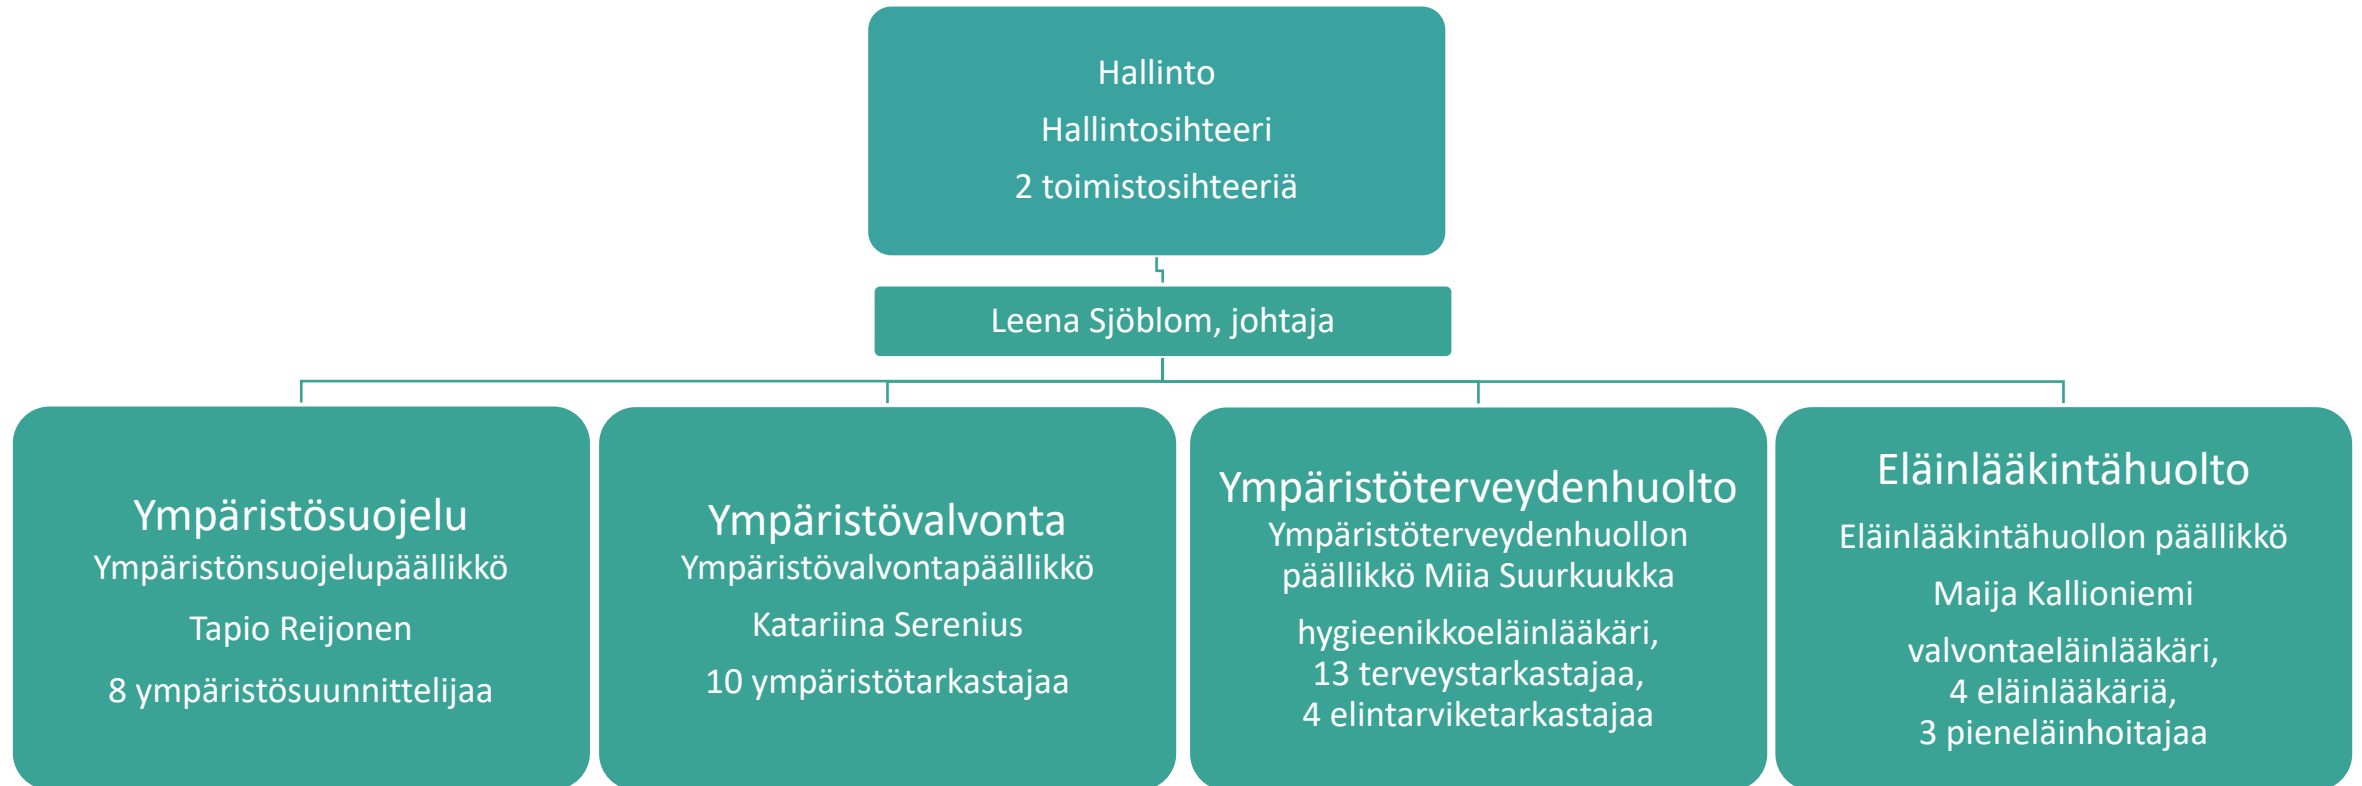 Hallinto
Hallintosihteeri
2 toimistosihteeriä
Leena Sjöblom, johtaja
Ympäristösuojelu
Ympäristönsuojelupäällikkö
Tapio Reijonen
8 ympäristösuunnittelijaa
Ympäristövalvonta
Ympäristövalvontapäällikkö
Katariina Serenius
10 ympäristötarkastajaa
Ympäristöterveydenhuolto
Ympäristöterveydenhuollon
päällikkö Miia Suurkuukka
hygieenikkoeläinlääkäri,
13 terveystarkastajaa,
4 elintarviketarkastajaa
Eläinlääkintähuolto
Eläinlääkintähuollon päällikkö
Maija Kallioniemi
valvontaeläinlääkäri,
4 eläinlääkäriä,
3 pieneläinhoitajaa